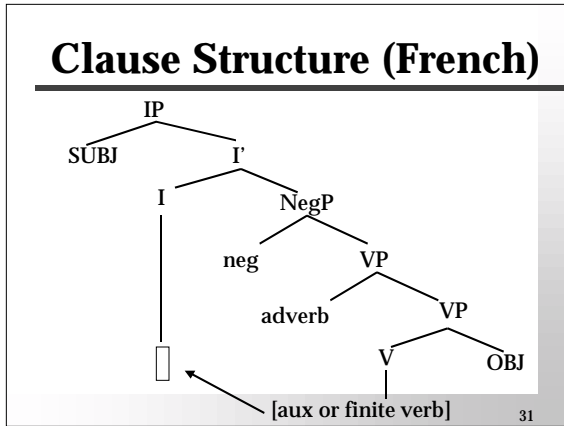 Clause Structure (French)
IP
SUBJ I’
I NegP
neg VP
adverb VP
V OBJ
[aux or finite verb]
31